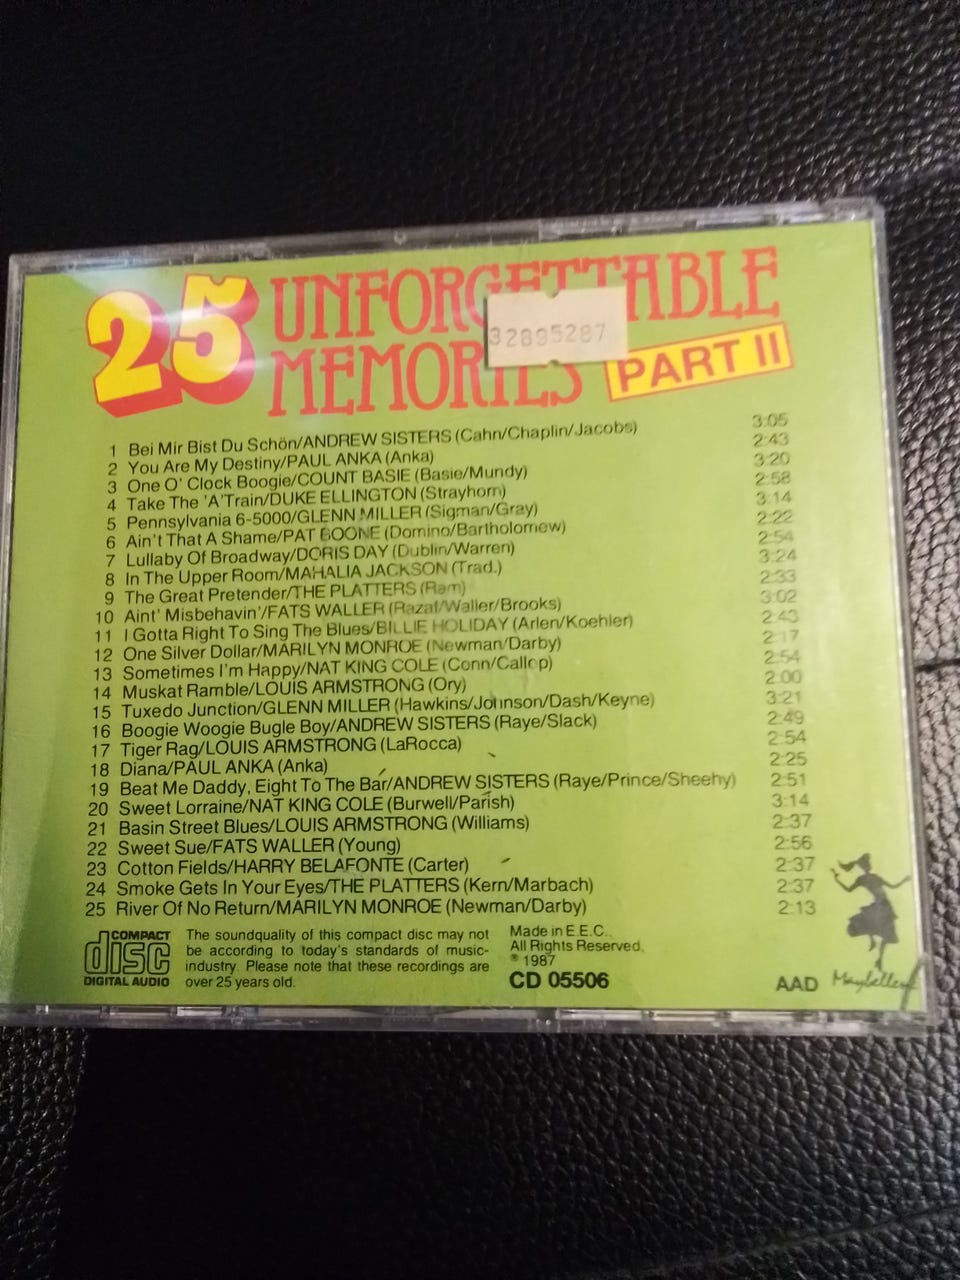 25 UNFORGETTABLE
MEMORIES PART II
32895287
1 Bei Mir Bist Du Schön/ANDREW SISTERS (Cahn/Chaplin/Jacobs) 3:05
2 You Are My Destiny/PAUL ANKA (Anka) 2:43
3 One O' Clock Boogie/COUNT BASIE (Basie/Mundy) 3:20
4 Take The 'A'Train/DUKE ELLINGTON (Strayhorn) 2:58
5 Pennsylvania 6-5000/GLENN MILLER (Sigman/Gray) 3:14
6 Ain't That A Shame/PAT BOONE (Domino/Bartholomew) 2:22
7 Lullaby Of Broadway/DORIS DAY (Dublin/Warren) 2:54
8 In The Upper Room/MAHALIA JACKSON (Trad.) 3:24
9 The Great Pretender/THE PLATTERS (Ram) 2:33
10 Aint' Misbehavin'/FATS WALLER (Razaf/Waller/Brooks) 3:02
11 I Gotta Right To Sing The Blues/BILLIE HOLIDAY (Arlen/Koehler) 2:43
12 One Silver Dollar/MARILYN MONROE (Newman/Darby) 2:17
13 Sometimes I'm Happy/NAT KING COLE (Conn/Callop) 2:54
14 Muskat Ramble/LOUIS ARMSTRONG (Ory) 2:00
15 Tuxedo Junction/GLENN MILLER (Hawkins/Johnson/Dash/Keyne) 3:21
16 Boogie Woogie Bugle Boy/ANDREW SISTERS (Raye/Slack) 2:49
17 Tiger Rag/LOUIS ARMSTRONG (LaRocca) 2:54
18 Diana/PAUL ANKA (Anka) 2:25
19 Beat Me Daddy, Eight To The Bar/ANDREW SISTERS (Raye/Prince/Sheehy) 2:51
20 Sweet Lorraine/NAT KING COLE (Burwell/Parish) 3:14
21 Basin Street Blues/LOUIS ARMSTRONG (Williams) 2:37
22 Sweet Sue/FATS WALLER (Young) 2:56
23 Cotton Fields/HARRY BELAFONTE (Carter) 2:37
24 Smoke Gets In Your Eyes/THE PLATTERS (Kern/Marbach) 2:37
25 River Of No Return/MARILYN MONROE (Newman/Darby) 2:13
COMPACT
disc
DIGITAL AUDIO
The soundquality of this compact disc may not
be according to today's standards of music-
industry. Please note that these recordings are
over 25 years old.
Made in E.E.C.
All Rights Reserved.
℗ 1987
CD 05506
AAD
Maybellene